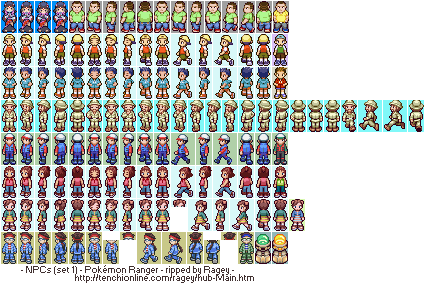 - NPCs (set 1) - Pokémon Ranger - ripped by Ragey -
http://tenchionline.com/ragey/hub-Main.htm